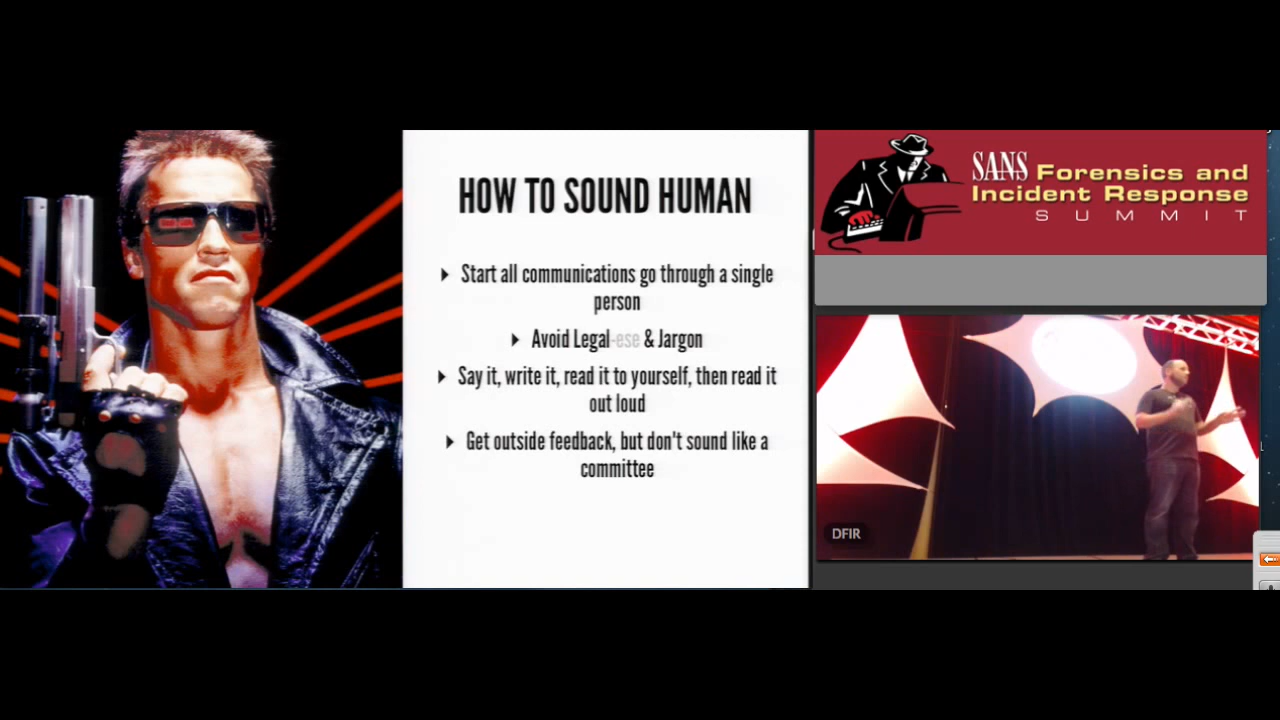 HOW TO SOUND HUMAN
Start all communications go through a single
person
Avoid Legal-ese & Jargon
Say it, write it, read it to yourself, then read it
out loud
Get outside feedback, but don't sound like a
committee
SANS Forensics and
Incident Response
SUMMIT
DFIR